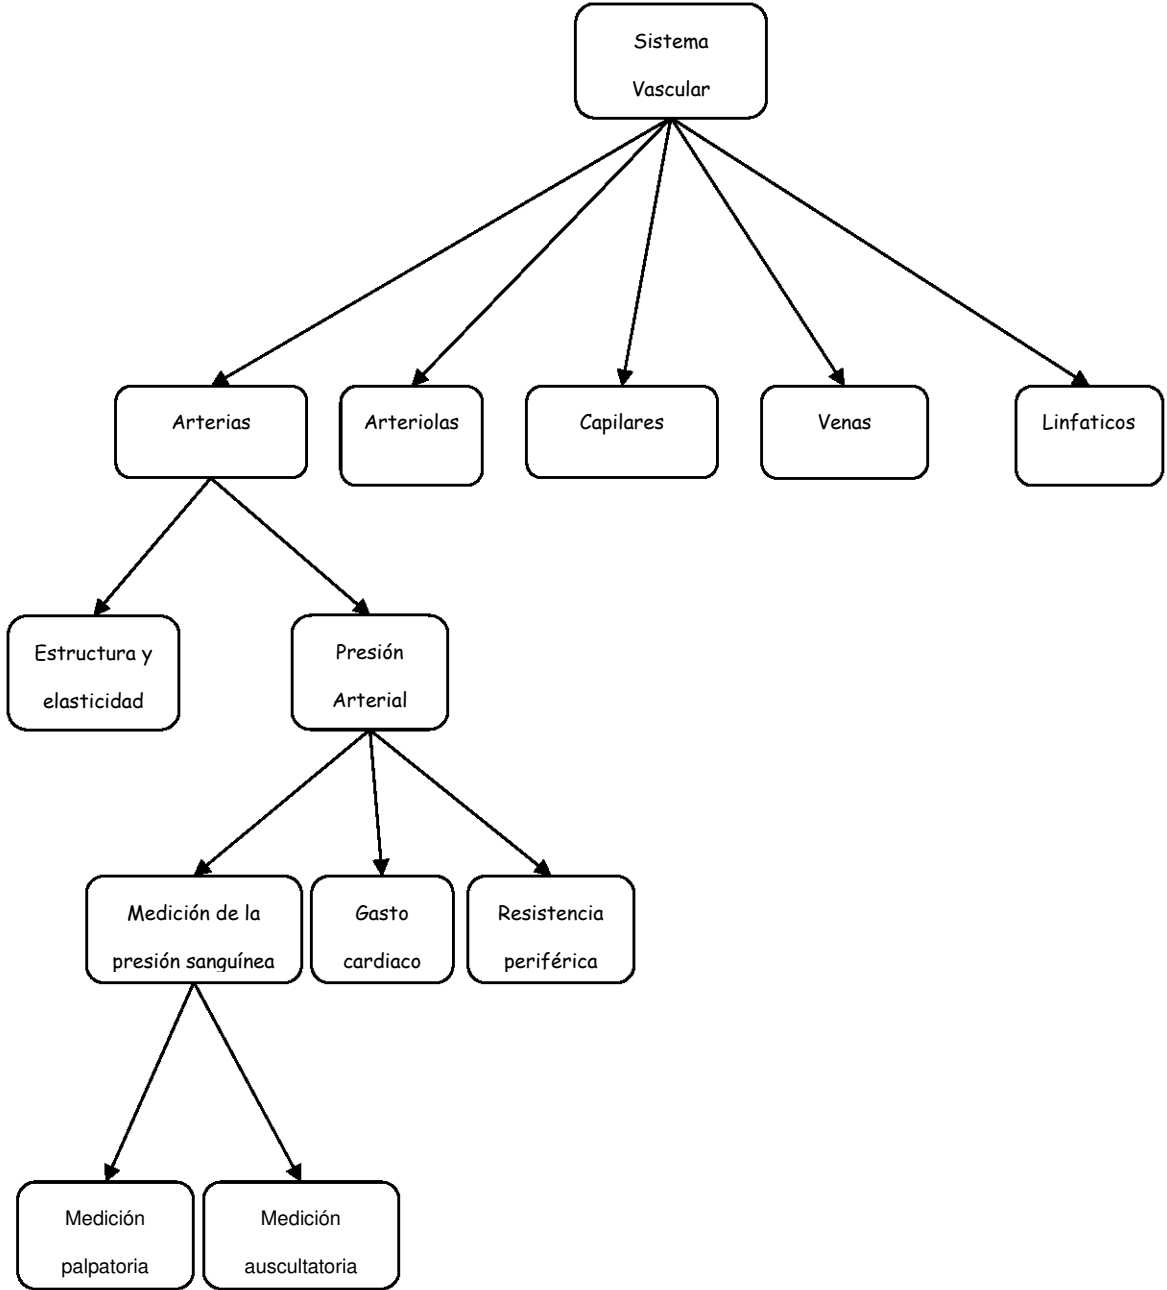 Sistema
Vascular
Arterias
Arteriolas
Capilares
Venas
Linfaticos
Estructura y
elasticidad
Presión
Arterial
Medición de la
presión sanguínea
Gasto
cardiaco
Resistencia
periférica
Medición
palpatoria
Medición
auscultatoria